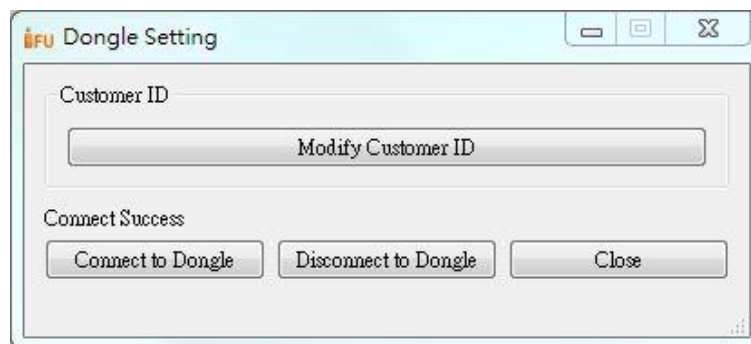 iFU Dongle Setting
Customer ID
Modify Customer ID
Connect Success
Connect to Dongle Disconnect to Dongle Close